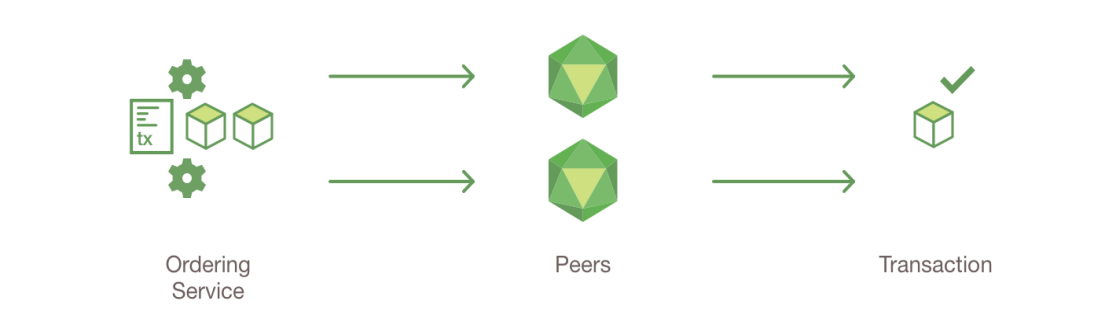 tx
Ordering
Service
Peers
Transaction